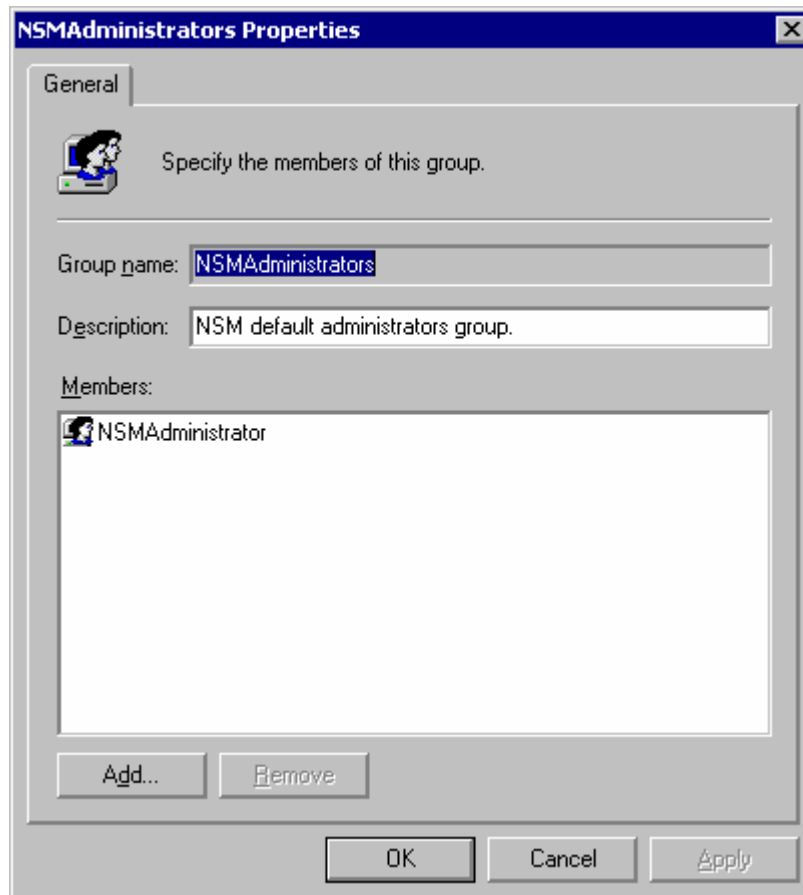 NSMAdministrators Properties
General
Specify the members of this group.
Group name: NSMAdministrators
Description: NSM default administrators group.
Members:
NSMAdministrator
Add... Remove
OK Cancel Apply